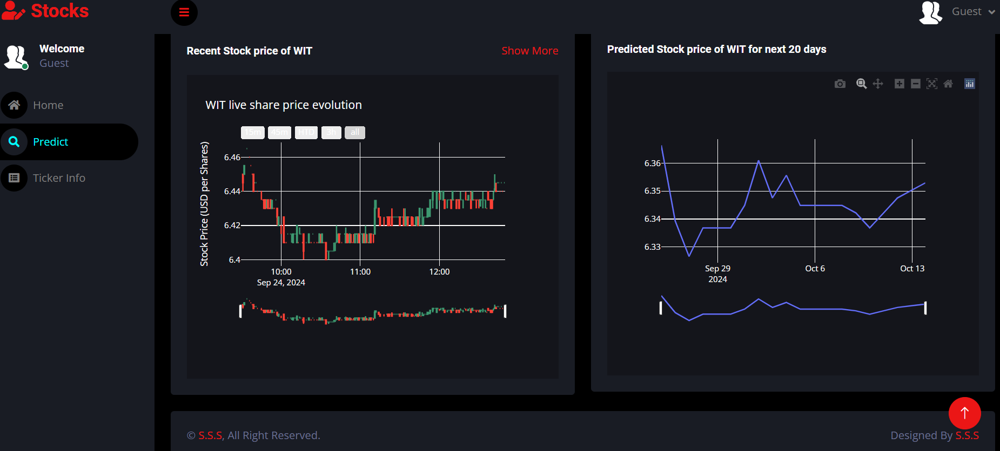 Stocks
Guest
Welcome
Guest
Home
Predict
Ticker Info
Recent Stock price of WIT
Show More
WIT live share price evolution
15m 45m HTD 3h all
Stock Price (USD per Shares)
6.46
6.44
6.42
6.4
10:00 11:00 12:00
Sep 24, 2024
Predicted Stock price of WIT for next 20 days
6.36
6.35
6.34
6.33
Sep 29 Oct 6 Oct 13
2024
© S.S.S, All Right Reserved.
Designed By S.S.S